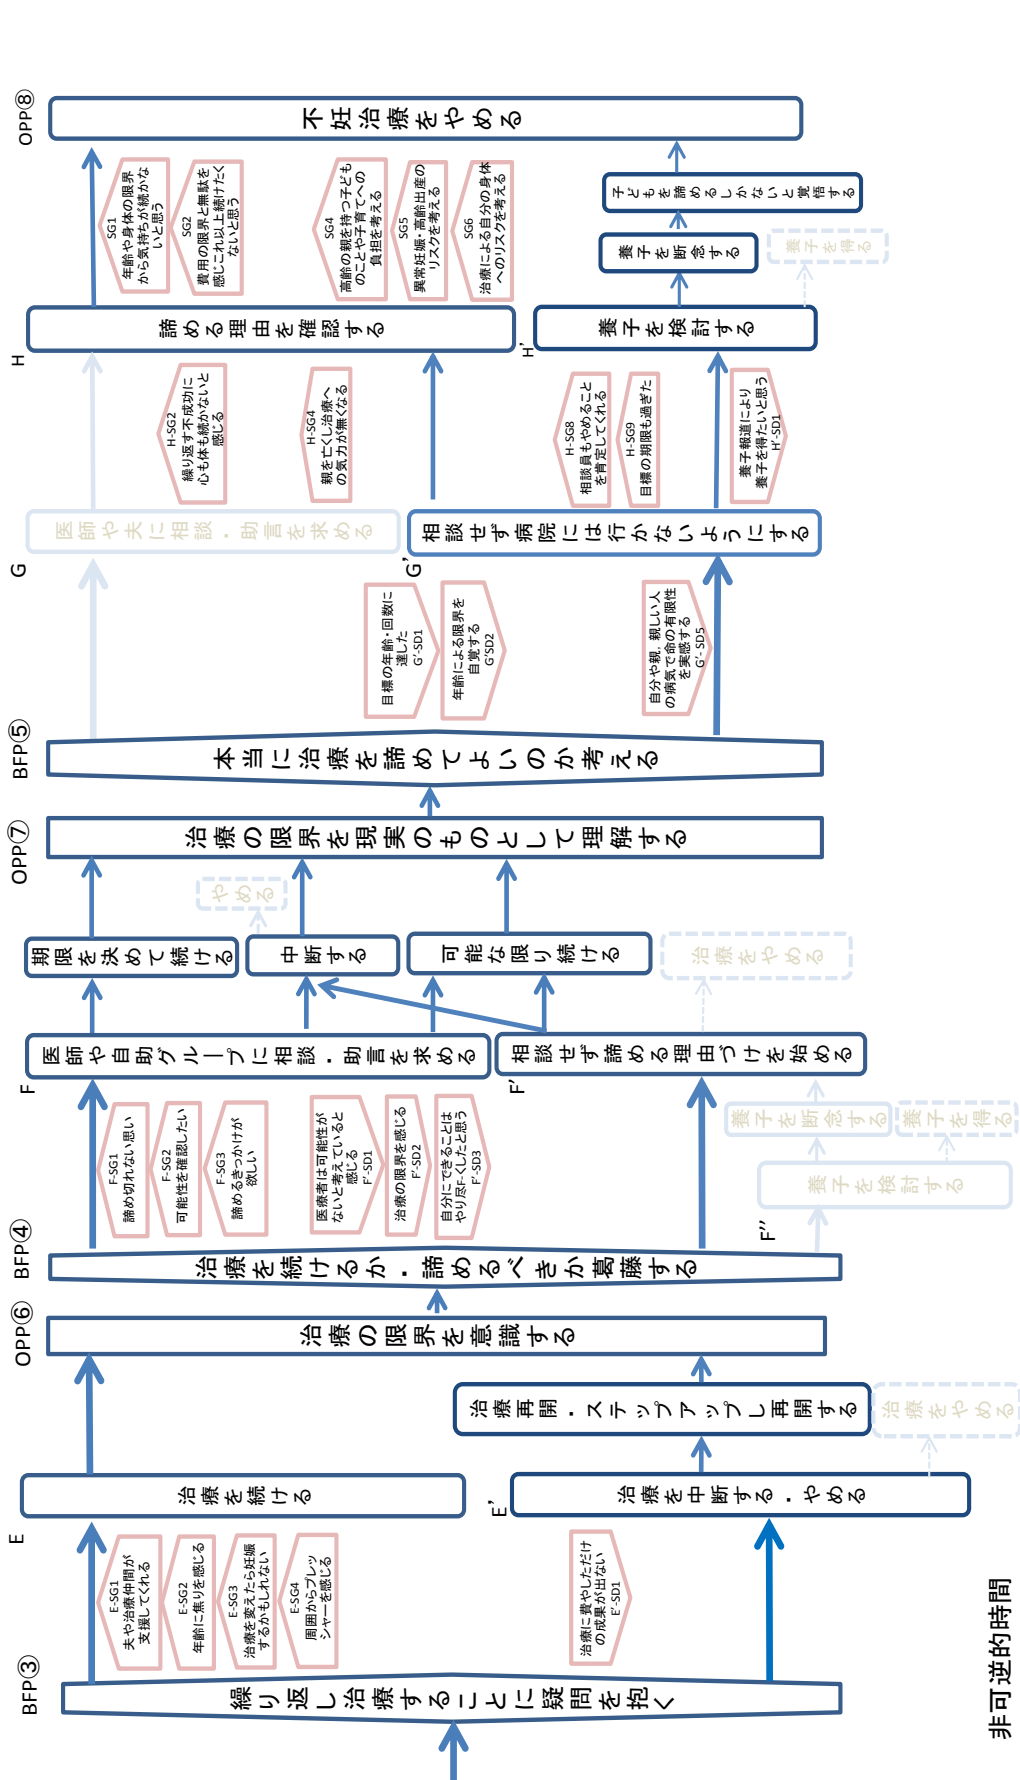 BFP③
繰り返し治療することに疑問を抱く
E-SG1
夫や治療仲間が
支援してくれる
E-SG2
年齢に焦りを感じる
E-SG3
治療を変えたら妊娠
するかもしれない
E-SG4
周囲からプレッ
シャーを感じる
治療に費やしただけ
の成果が出ない
E'-SD1
E
治療を続ける
E'
治療を中断する・やめる
治療再開・ステップアップし再開する
治療をやめる
OPP⑥
治療の限界を意識する
BFP④
治療を続けるか・諦めるべきか葛藤する
F-SG1
諦め切れない思い
F-SG2
可能性を確認したい
F-SG3
諦めるきっかけが
欲しい
医療者は可能性が
ないと考えていると
感じる
F'-SD1
治療の限界を感じる
F'-SD2
自分にできることは
やり尽F-くしたと思う
F'-SD3
F''
養子を検討する
養子を断念する
養子を得る
F
医師や自助グループに相談・助言を求める
F'
相談せず諦める理由づけを始める
期限を決めて続ける
中断する
可能な限り続ける
治療をやめる
やめる
OPP⑦
治療の限界を現実のものとして理解する
BFP⑤
本当に治療を諦めてよいのか考える
目標の年齢・回数に
達した
G'-SD1
年齢による限界を
自覚する
G'SD2
自分や親，親しい人
の病気で命の有限性
を実感する
G'-SD5
G
医師や夫に相談・助言を求める
G'
相談せず病院には行かないようにする
H-SG2
繰り返す不成功に
心も体も続かないと
感じる
H-SG4
親を亡くし治療へ
の気力が無くなる
H-SG8
相談員もやめること
を肯定してくれる
H-SG9
目標の期限も過ぎた
養子報道により
養子を得たいと思う
H'-SD1
H
諦める理由を確認する
H'
養子を検討する
養子を断念する
養子を得る
子どもを諦めるしかないと覚悟する
SG1
年齢や身体の限界
から気持ちが続かな
いと思う
SG2
費用の限界と無駄を
感じこれ以上続けたく
ないと思う
SG4
高齢の親を持つ子ども
のことや子育てへの
負担を考える
SG5
異常妊娠・高齢出産の
リスクを考える
SG6
治療による自分の身体
へのリスクを考える
OPP⑧
不妊治療をやめる
非可逆的時間